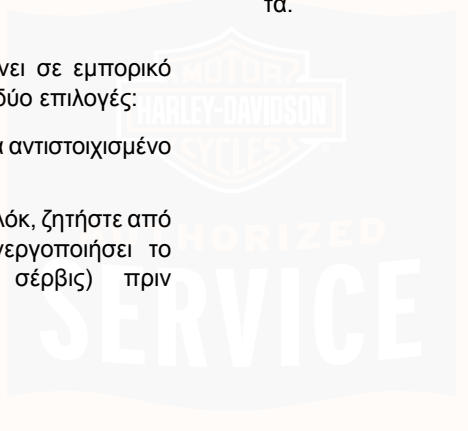 τα.
νει σε εμπορικό
δύο επιλογές:
α αντιστοιχισμένο
λόκ, ζητήστε από
νεργοποιήσει το
σέρβις) πριν
MOTOR
HARLEY-DAVIDSON
CYCLES
AUTHORIZED
SERVICE